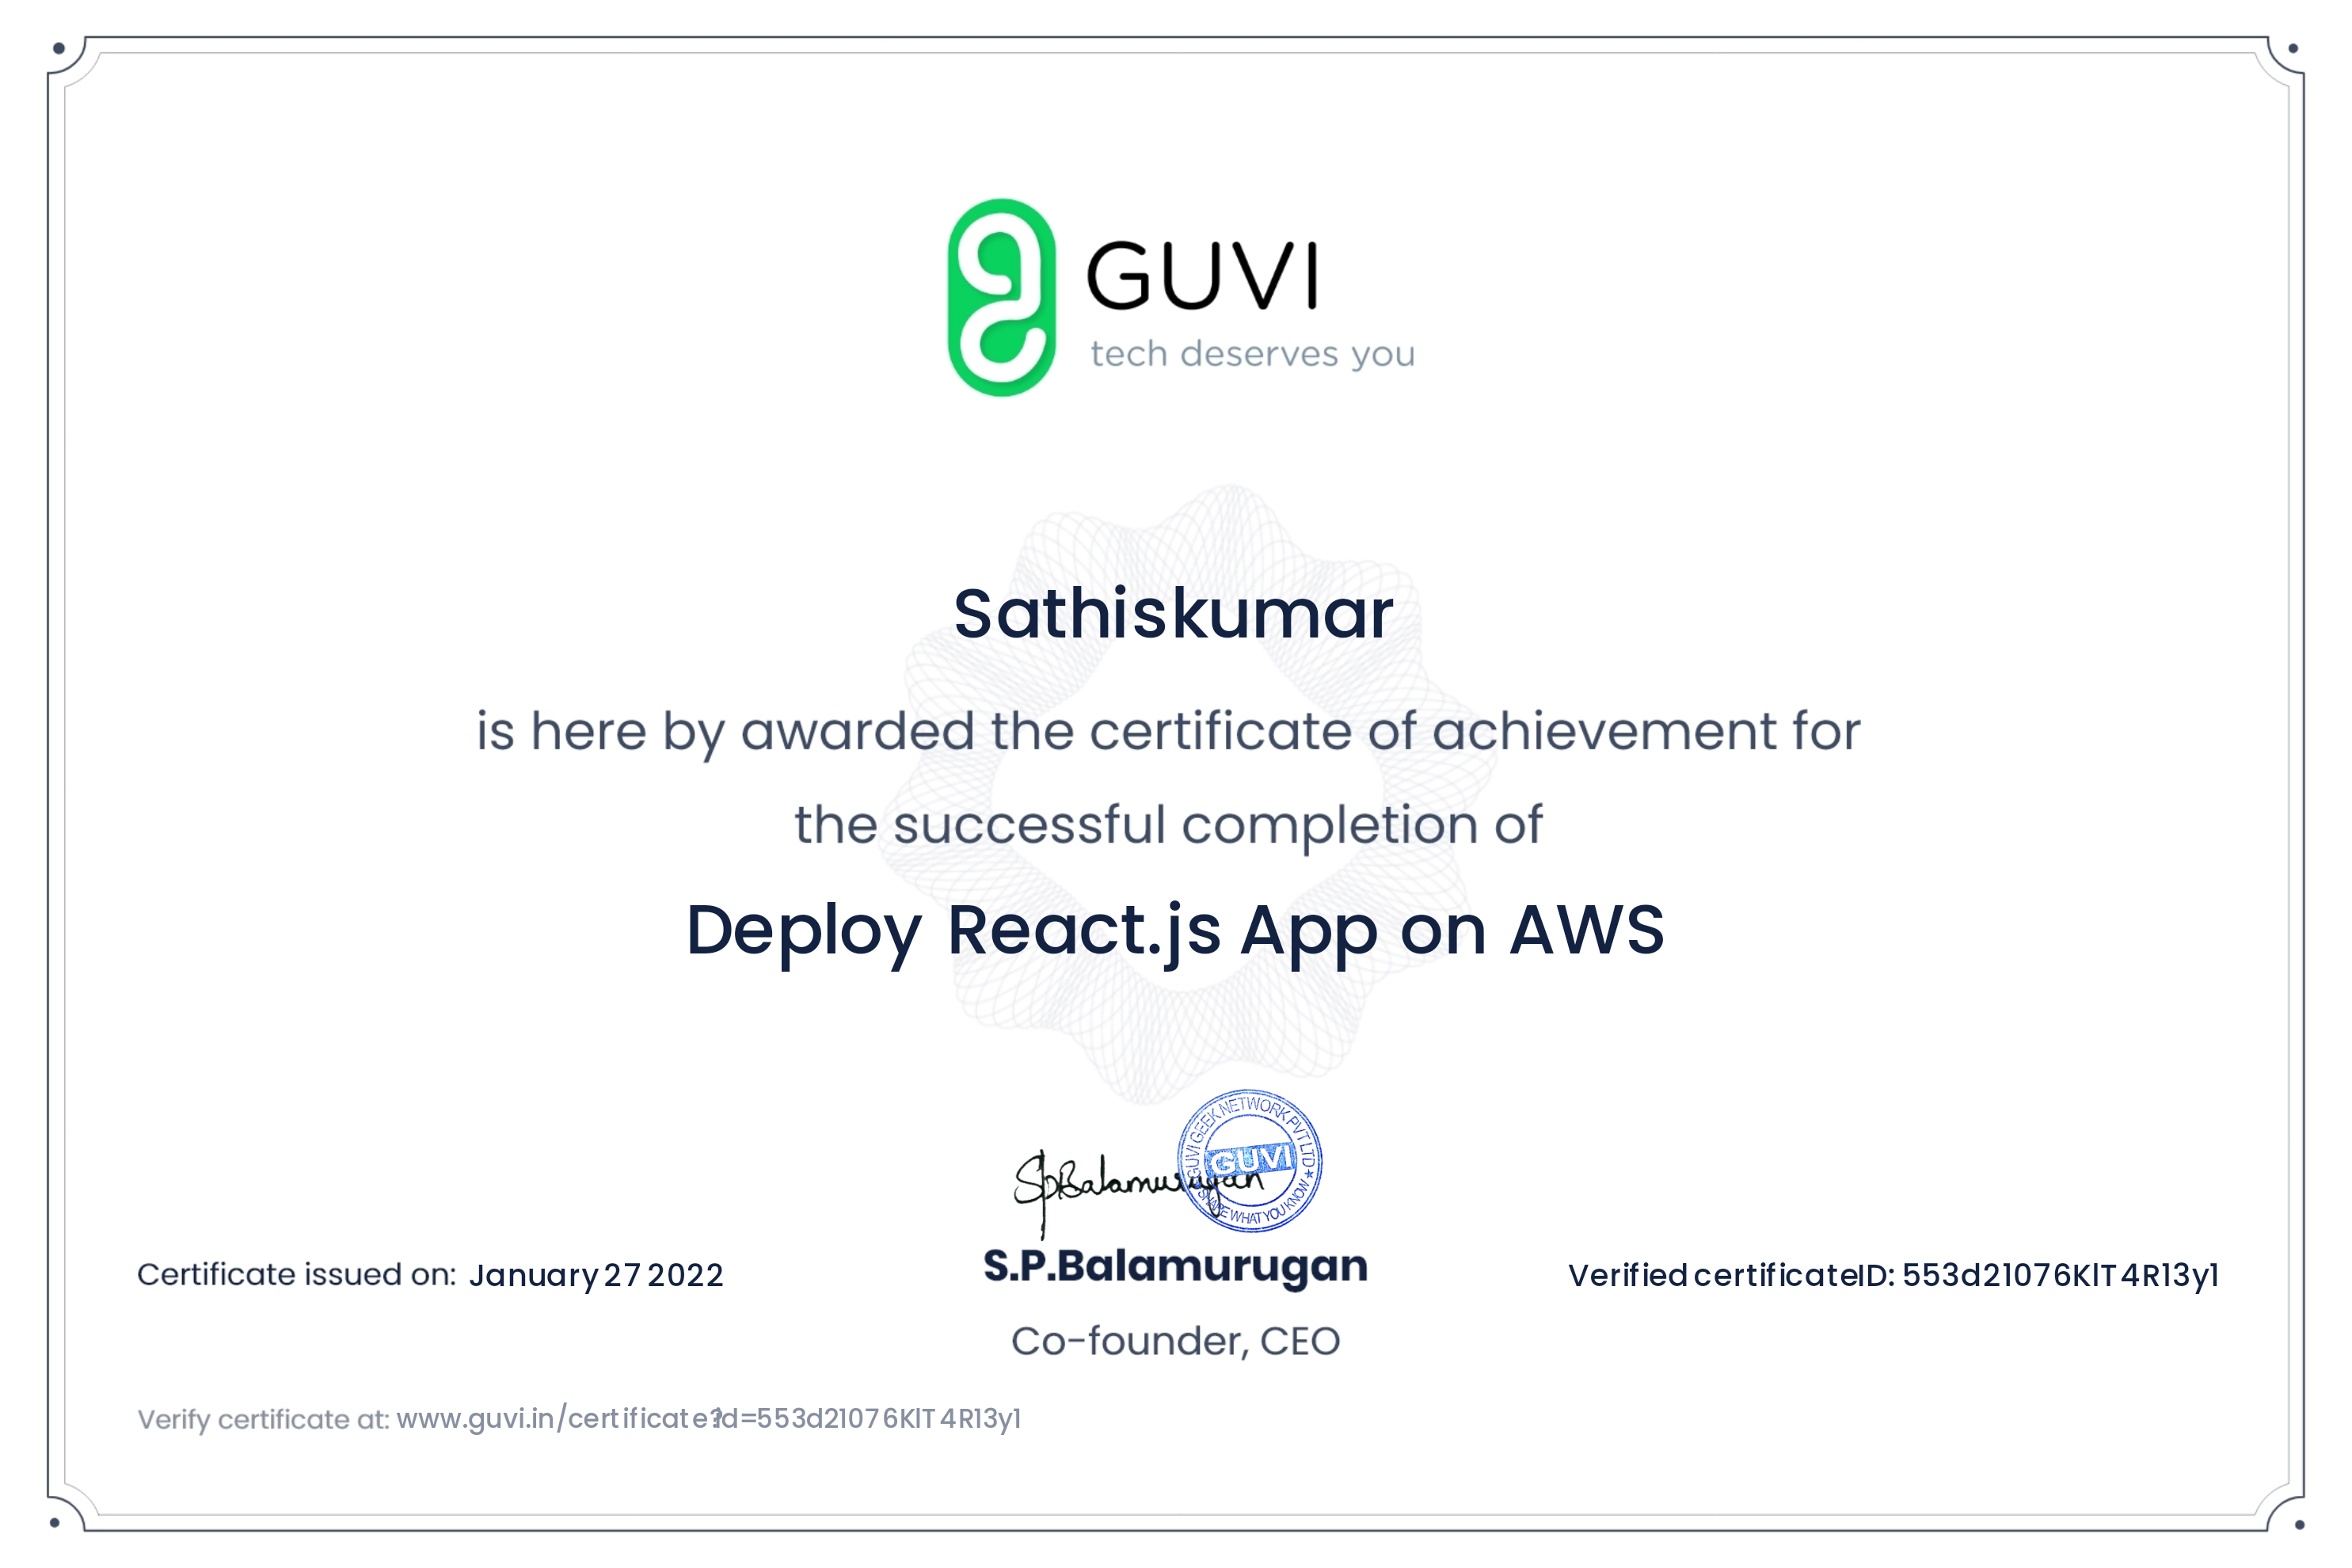 GUVI
tech deserves you
Sathiskumar
is here by awarded the certificate of achievement for
the successful completion of
Deploy React.js App on AWS
GUVI GEEK NETWORK PVT LTD
GUVI
SHARE WHAT YOU KNOW
SpBalamurugan
S.P.Balamurugan
Co-founder, CEO
Certificate issued on: January 27 2022
Verified certificateID: 553d21076KlT4R13y1
Verify certificate at: www.guvi.in/certificate?id=553d21076KlT4R13y1